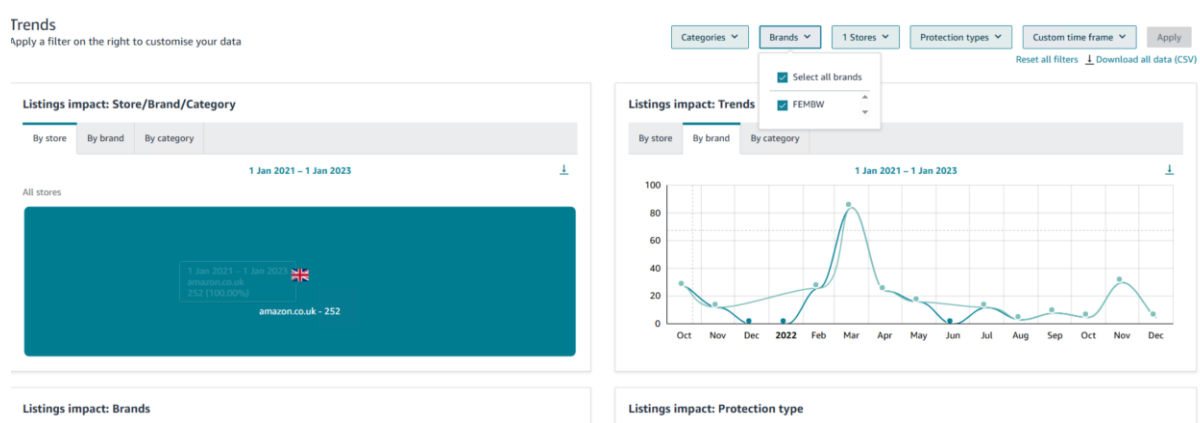 Trends
Apply a filter on the right to customise your data
Categories
Brands
1 Stores
Protection types
Custom time frame
Apply
Reset all filters
Download all data (CSV)
Select all brands
FEMBW
Listings impact: Store/Brand/Category
By store
By brand
By category
1 Jan 2021 – 1 Jan 2023
All stores
1 Jan 2021 – 1 Jan 2023
amazon.co.uk
252 (100,00%)
amazon.co.uk - 252
Listings impact: Trends
By store
By brand
By category
1 Jan 2021 – 1 Jan 2023
100
80
60
40
20
0
Oct Nov Dec 2022 Feb Mar Apr May Jun Jul Aug Sep Oct Nov Dec
Listings impact: Brands
Listings impact: Protection type